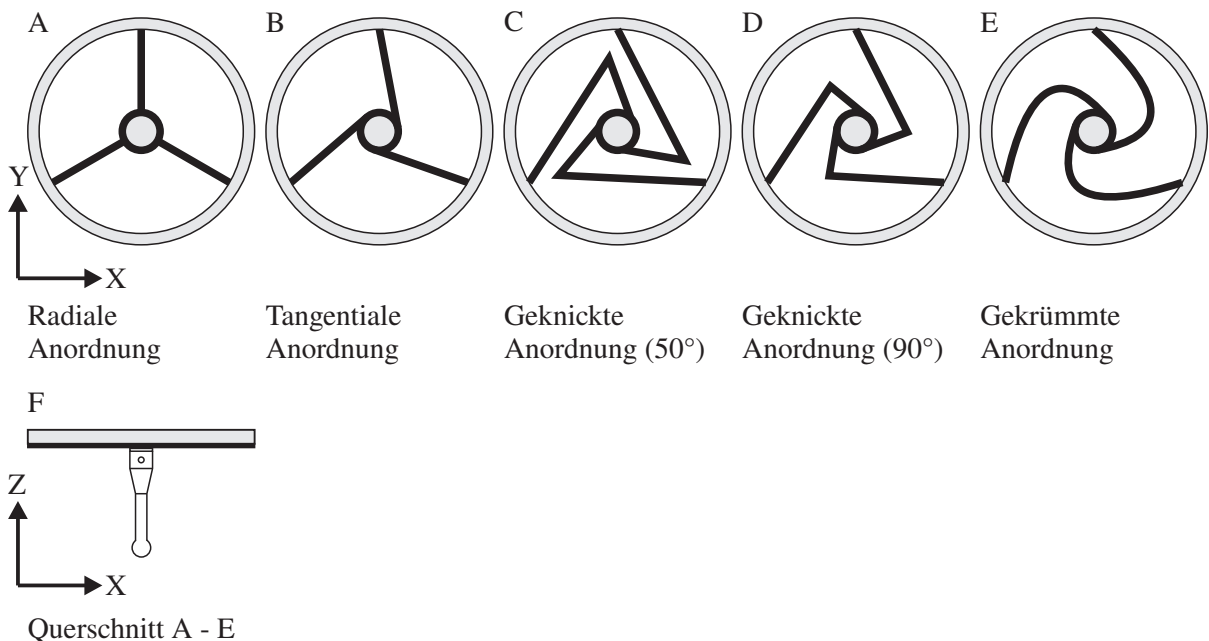 A B C D E
Y
X
Radiale Tangentiale Geknickte Geknickte Gekrümmte
Anordnung Anordnung Anordnung (50°) Anordnung (90°) Anordnung
F
Z
X
Querschnitt A - E